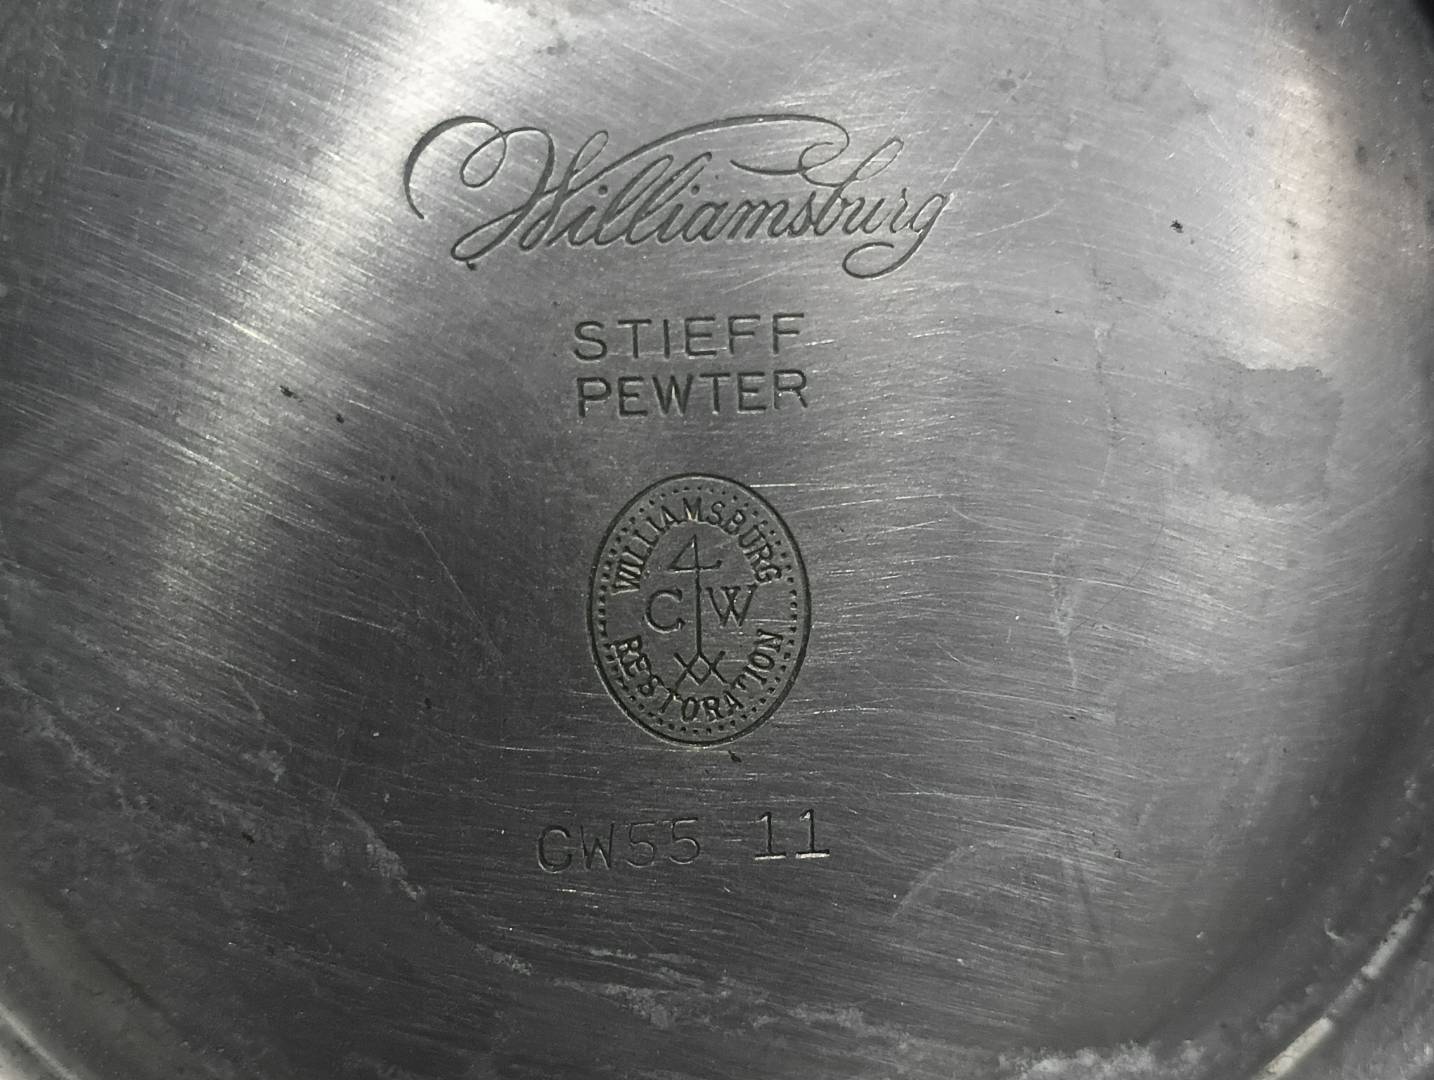 Williamsburg
STIEFF
PEWTER
WILLIAMSBURG
C W
RESTORATION
CW55-11